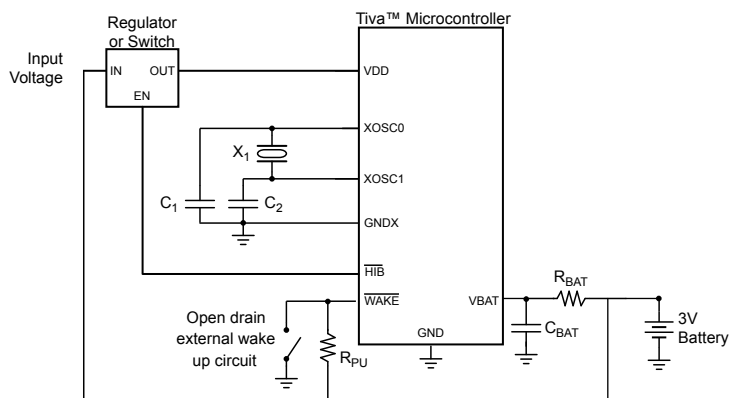 Tiva™ Microcontroller
Regulator
or Switch
Input
Voltage
IN
OUT
EN
VDD
XOSC0
X1
XOSC1
C1
C2
GNDX
HIB
WAKE
VBAT
RBAT
Open drain
external wake
up circuit
RPU
GND
CBAT
3V
Battery